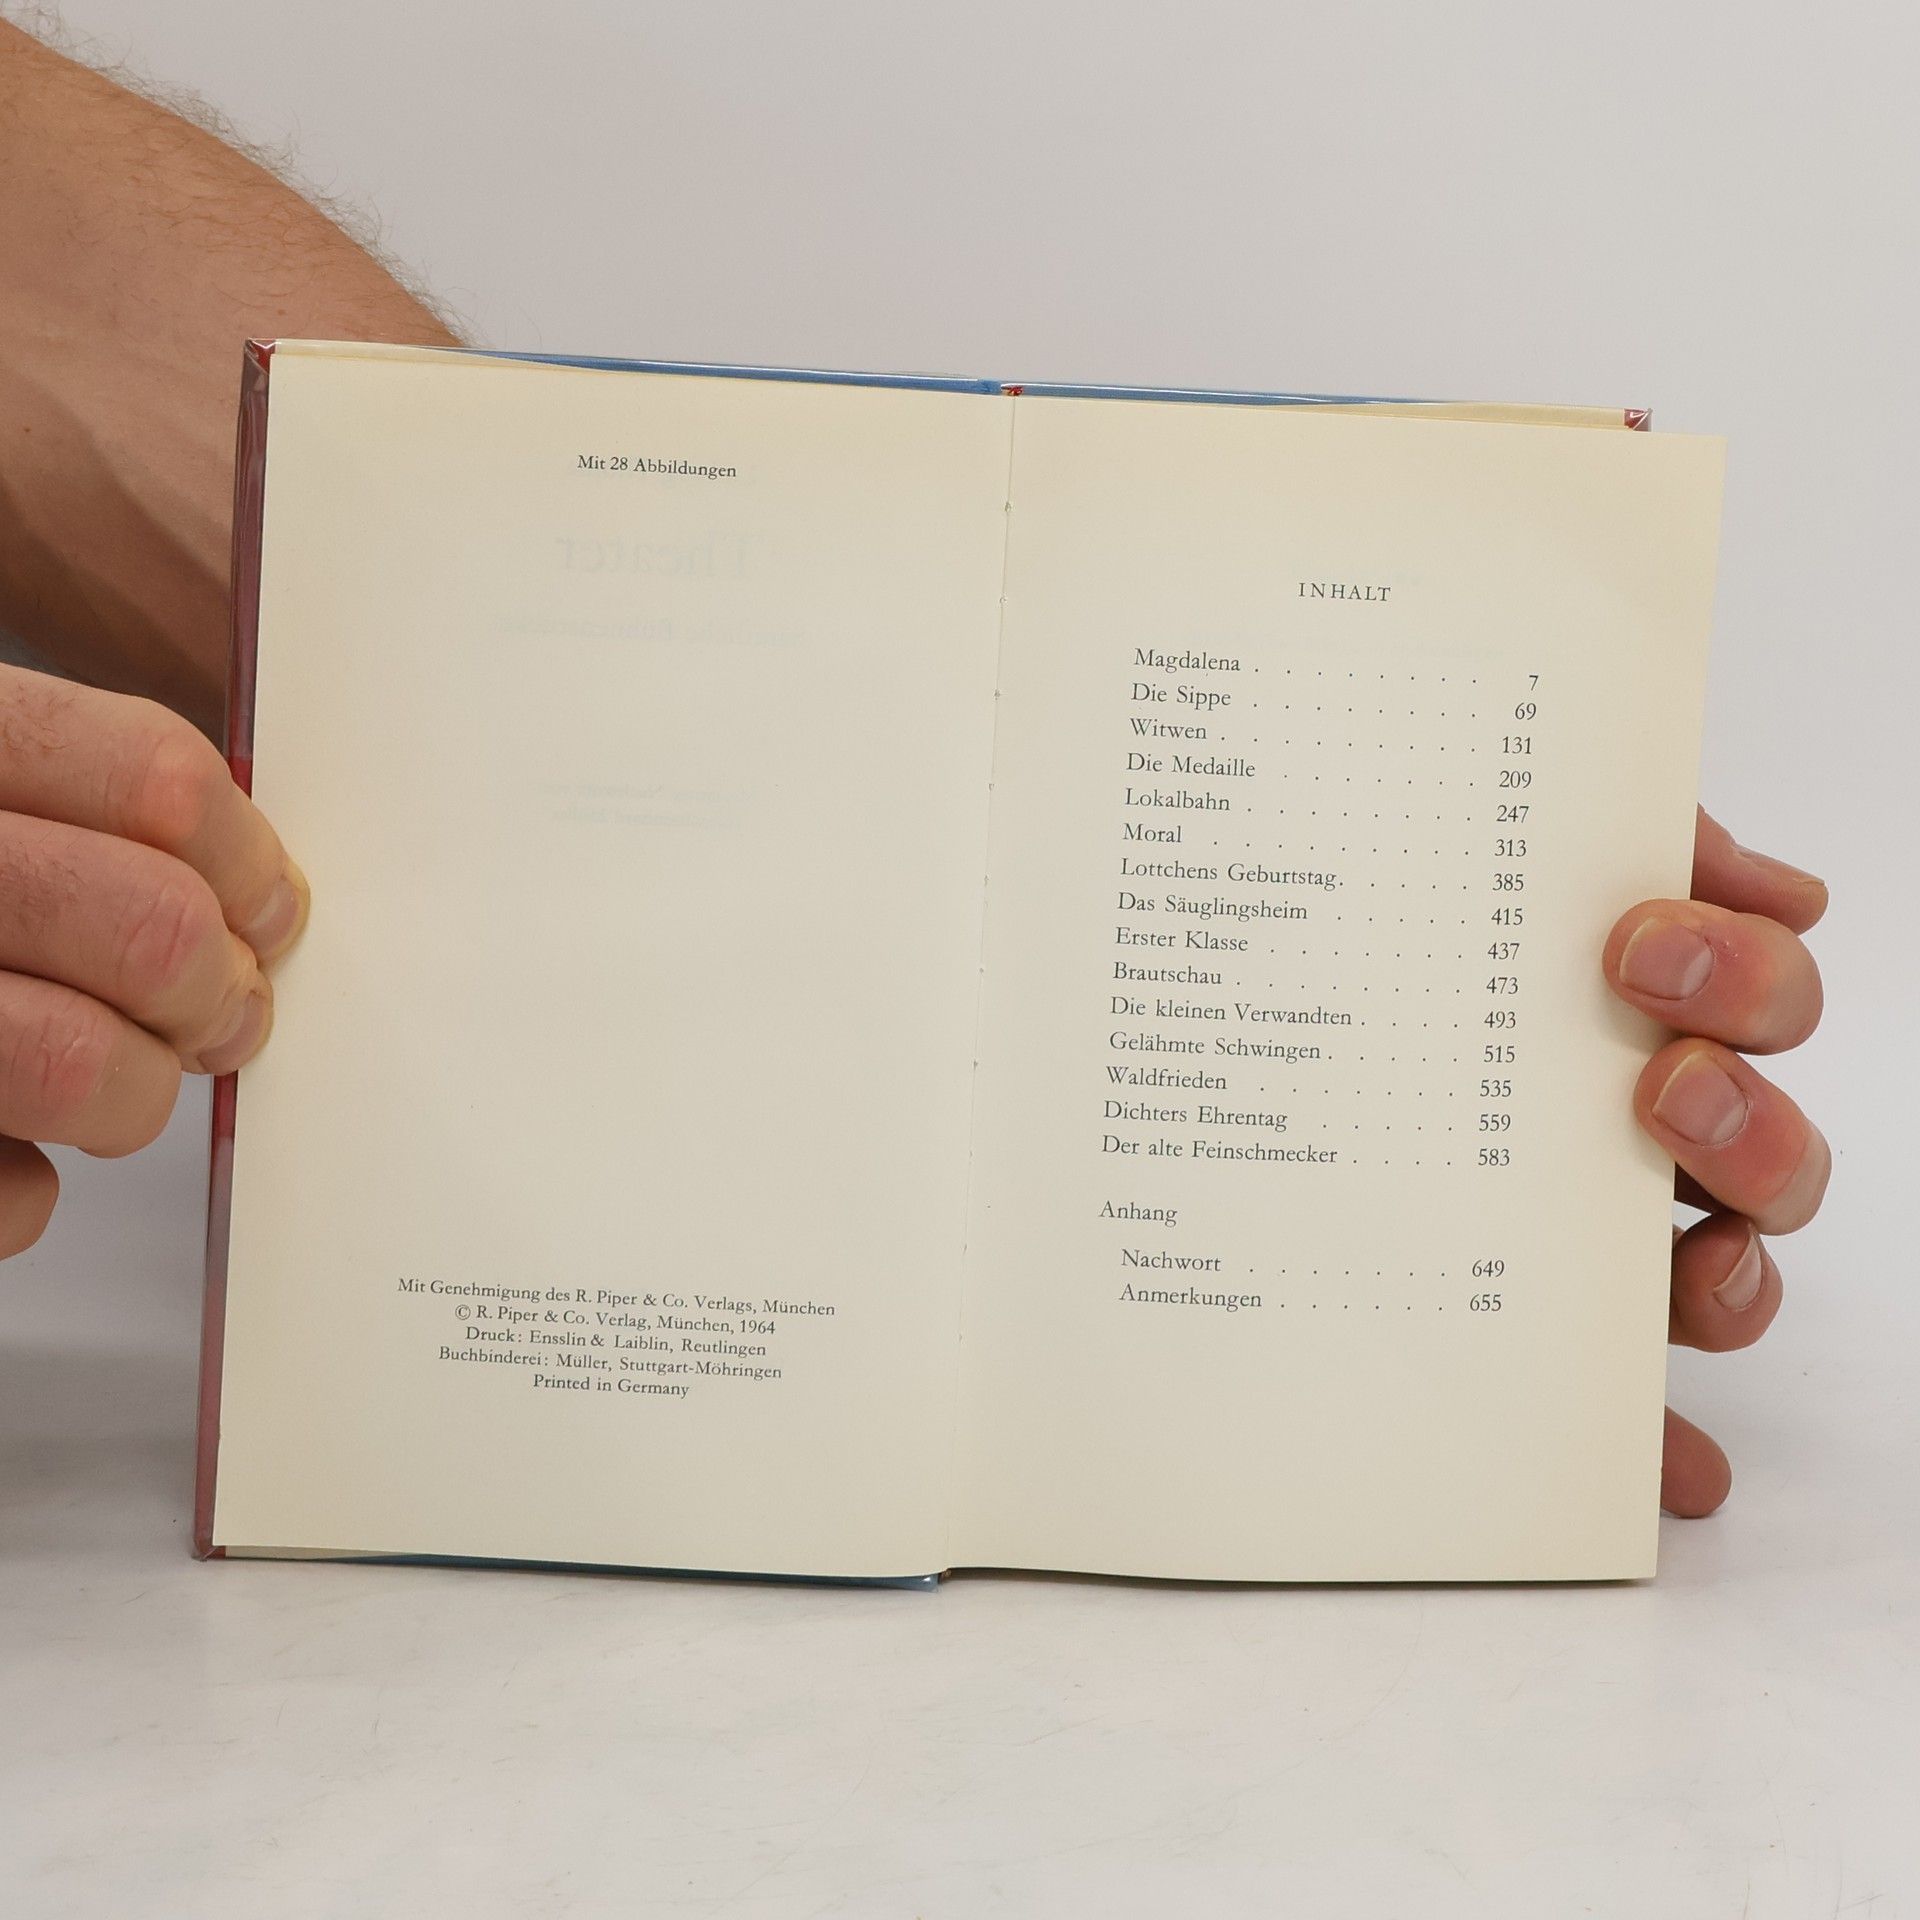 Mit 28 Abbildungen
Theater
Mit Genehmigung des R. Piper & Co. Verlags, München
© R. Piper & Co. Verlag, München, 1964
Druck: Ensslin & Laiblin, Reutlingen
Buchbinderei: Müller, Stuttgart-Möhringen
Printed in Germany
INHALT
Magdalena . . . . . . . . 7
Die Sippe . . . . . . . . 69
Witwen . . . . . . . . . 131
Die Medaille . . . . . . . 209
Lokalbahn . . . . . . . . 247
Moral . . . . . . . . . 313
Lottchens Geburtstag . . . . . 385
Das Säuglingsheim . . . . . 415
Erster Klasse . . . . . . . 437
Brautschau . . . . . . . . 473
Die kleinen Verwandten . . . . 493
Gelähmte Schwingen . . . . . 515
Waldfrieden . . . . . . . 535
Dichters Ehrentag . . . . . 559
Der alte Feinschmecker . . . . 583
Anhang
Nachwort . . . . . . . 649
Anmerkungen . . . . . . 655